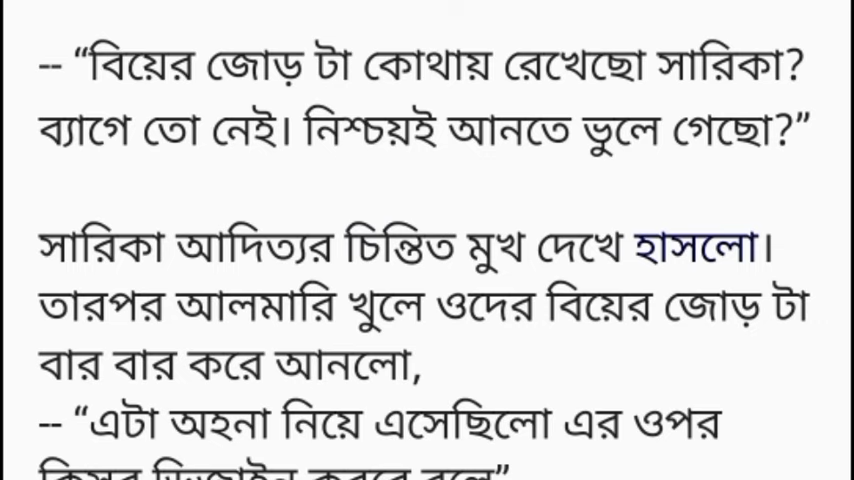 -- “বিয়ের জোড় টা কোথায় রেখেছো সারিকা?
ব্যাগে তো নেই। নিশ্চয়ই আনতে ভুলে গেছো?”
সারিকা আদিত্যর চিন্তিত মুখ দেখে হাসলো।
তারপর আলমারি খুলে ওদের বিয়ের জোড় টা
বার বার করে আনলো,
-- “এটা অহনা নিয়ে এসেছিলো এর ওপর